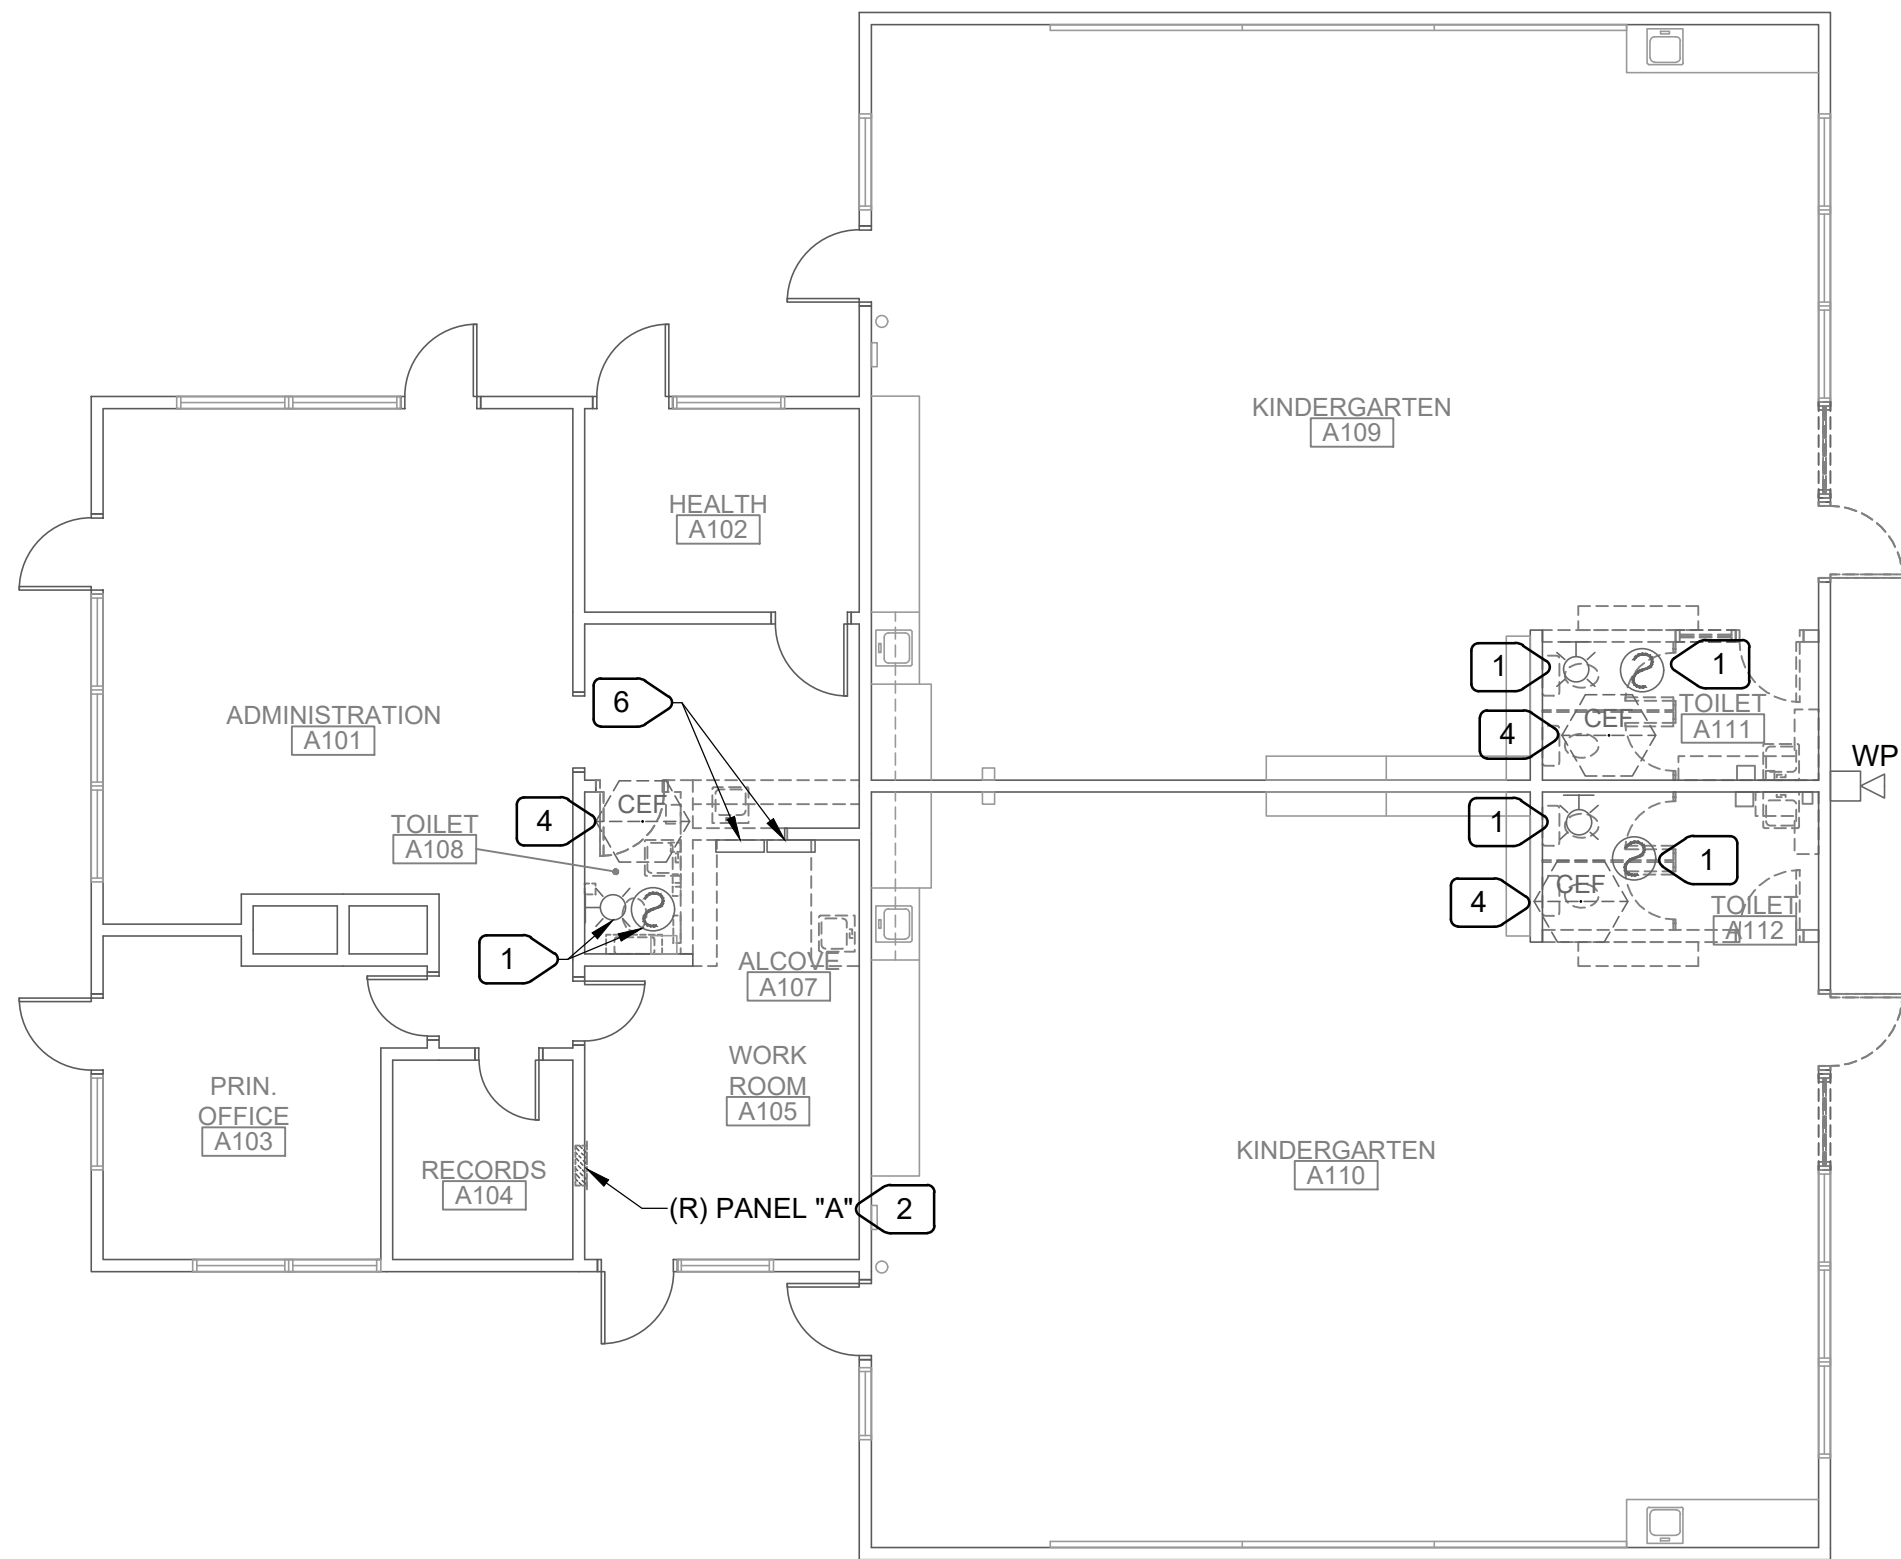 KINDERGARTEN
A109
HEALTH
A102
1
1
TOILET
A111
CEF
4
6
ADMINISTRATION
A101
WP
CEF
4
TOILET
A108
1
1
CEF
4
TOILET
A112
1
ALCOVE
A107
WORK
ROOM
A105
PRIN.
OFFICE
A103
KINDERGARTEN
A110
RECORDS
A104
(R) PANEL "A"
2